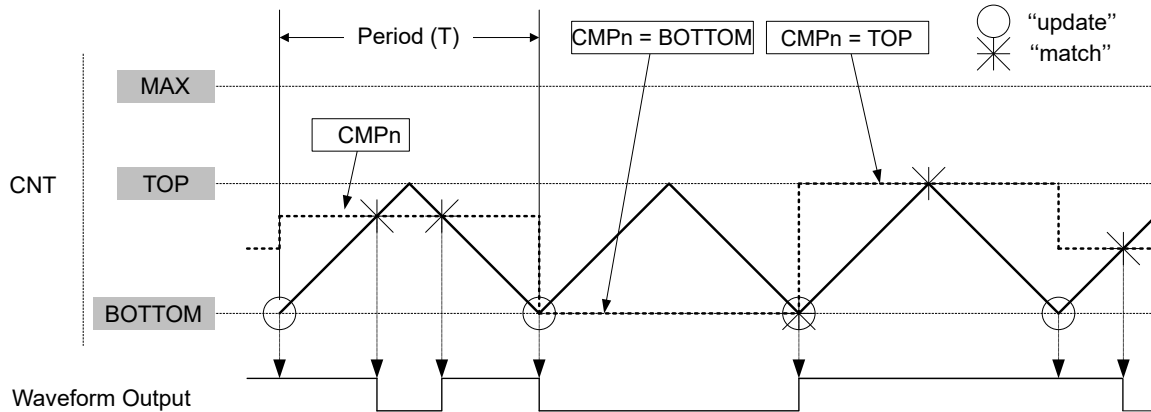 Period (T)
CMPn = BOTTOM
CMPn = TOP
“update”
“match”
MAX
CMPn
CNT
TOP
BOTTOM
Waveform Output